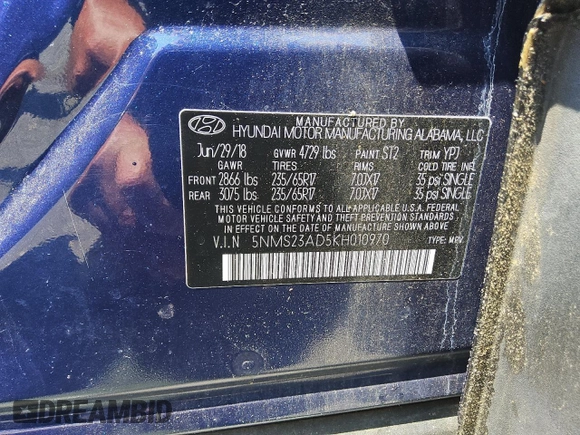 MANUFACTURED BY
HYUNDAI MOTOR MANUFACTURING ALABAMA, LLC
Jun/29/18 GVWR 4729 lbs PAINT ST2 TRIM YPJ
GAWR TIRES RIMS COLD TIRE INFL
FRONT 2866 lbs 235/65R17 7.0JX17 35 psi SINGLE
REAR 3075 lbs 235/65R17 7.0JX17 35 psi SINGLE
THIS VEHICLE CONFORMS TO ALL APPLICABLE U.S.A. FEDERAL
MOTOR VEHICLE SAFETY AND THEFT PREVENTION STANDARDS
IN EFFECT ON THE DATE OF MANUFACTURE SHOWN ABOVE.
V.I.N 5NMS23AD5KH010970 TYPE: MPV
DREAMBID